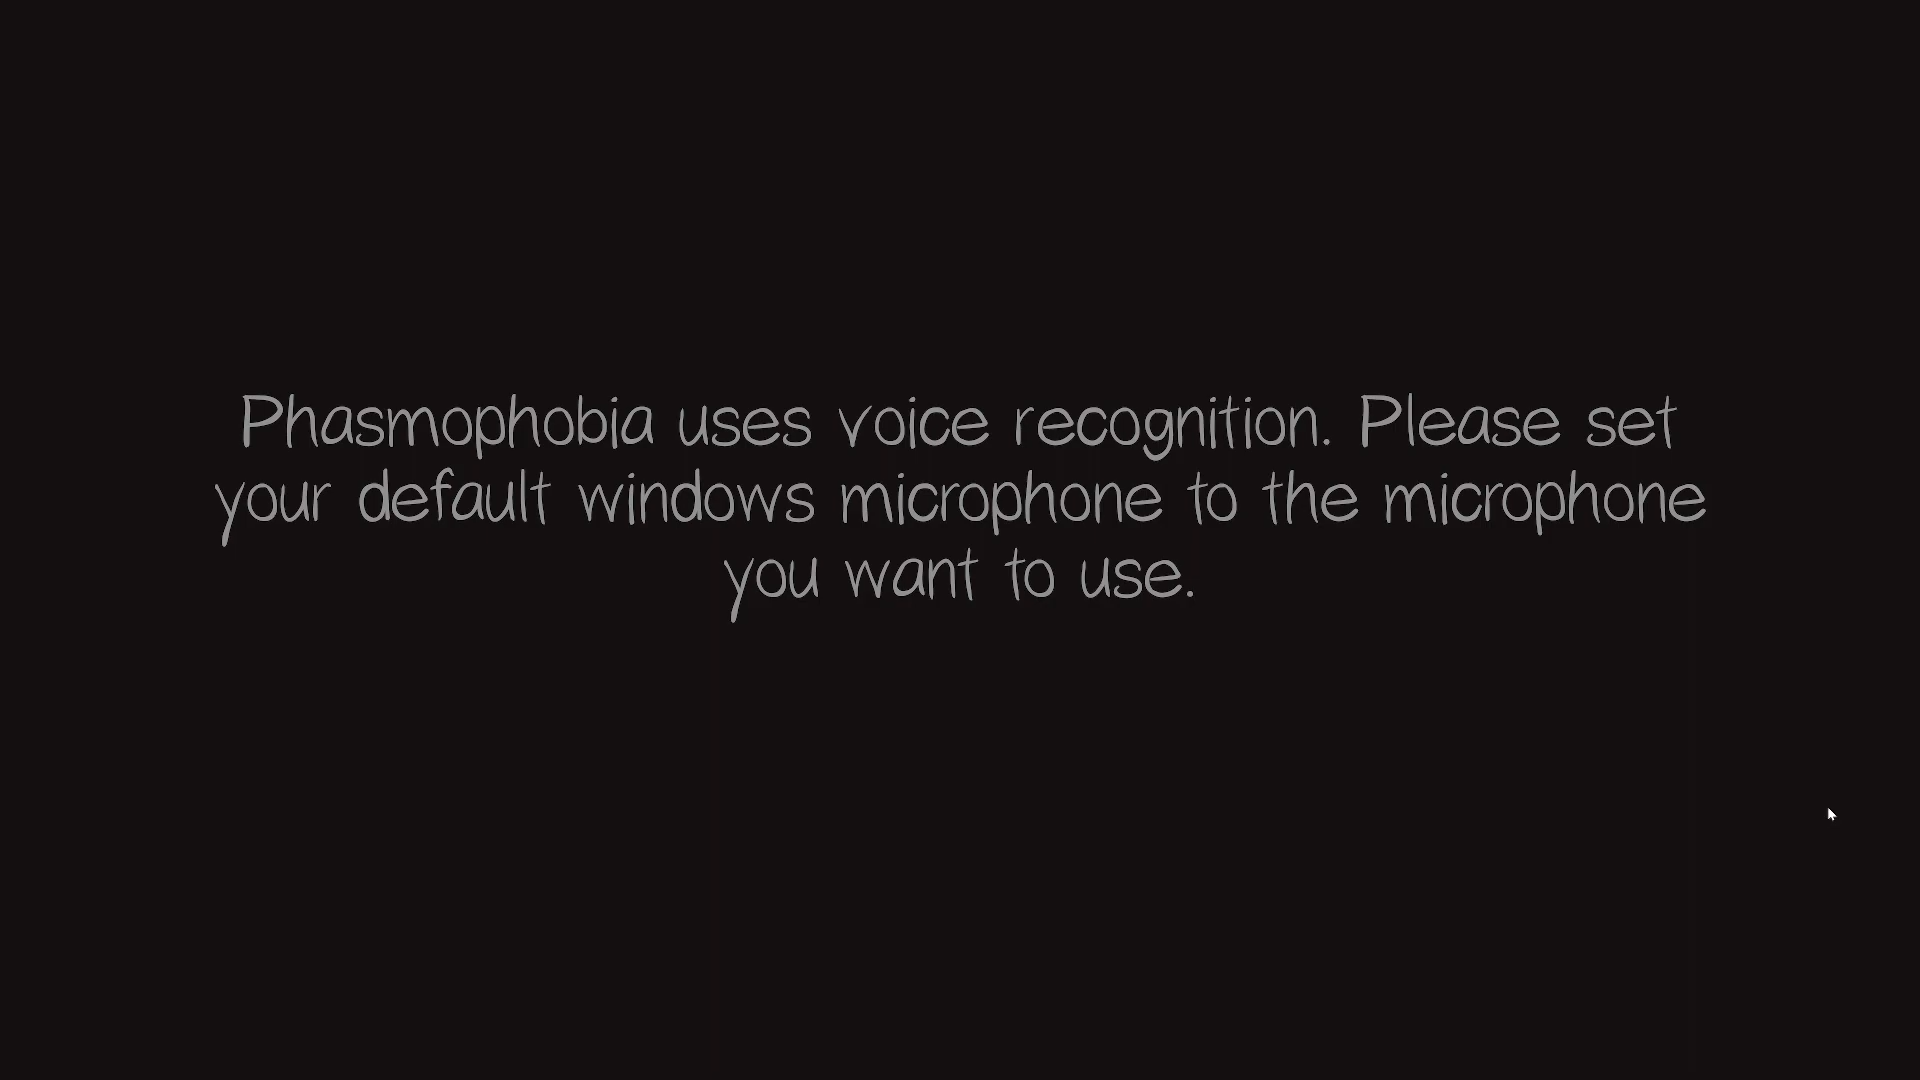 Phasmophobia uses voice recognition. Please set
your default windows microphone to the microphone
you want to use.